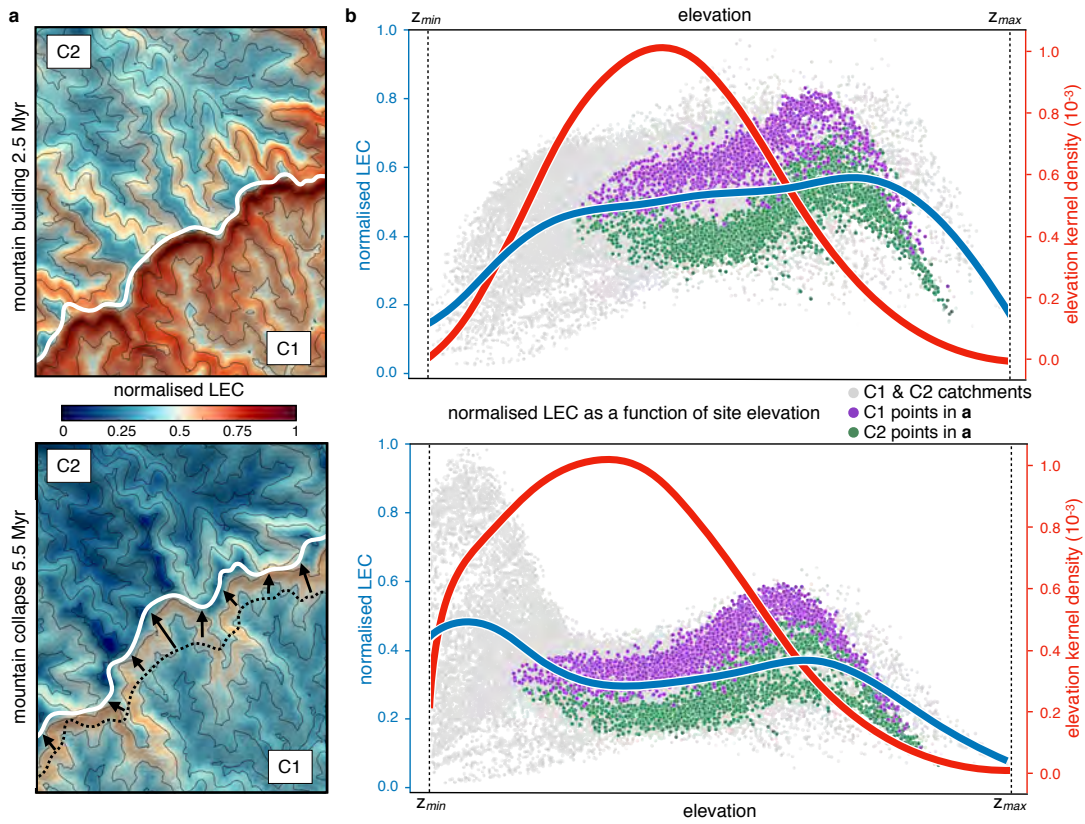 a
mountain building 2.5 Myr
C2
C1
normalised LEC
0 0.25 0.5 0.75 1
mountain collapse 5.5 Myr
C2
C1
b
elevation
z_min z_max
normalised LEC
1.0
0.8
0.6
0.4
0.2
0.0
elevation kernel density (10⁻³)
1.0
0.8
0.6
0.4
0.2
0.0
C1 & C2 catchments
C1 points in a
C2 points in a
normalised LEC as a function of site elevation
normalised LEC
1.0
0.8
0.6
0.4
0.2
0.0
elevation kernel density (10⁻³)
1.0
0.8
0.6
0.4
0.2
0.0
z_min z_max
elevation